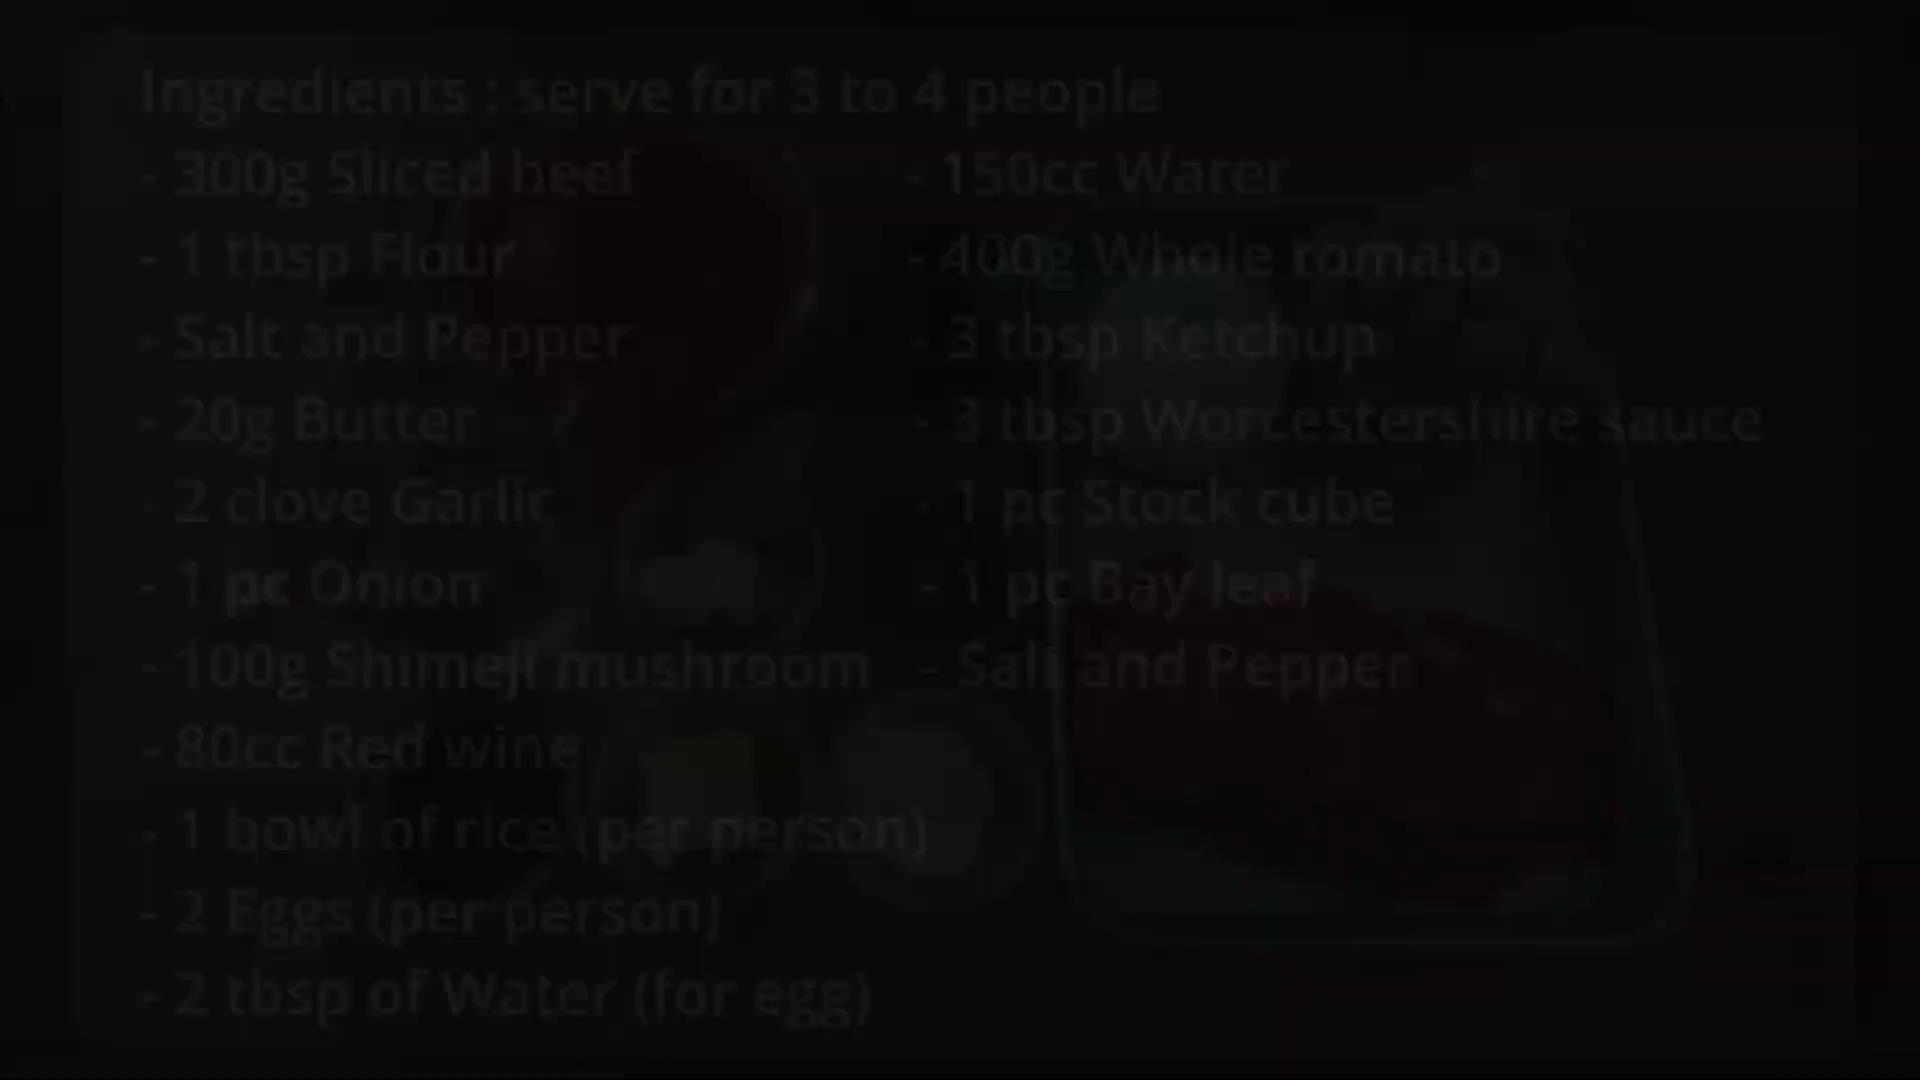 Ingredients : serve for 3 to 4 people
- 300g Sliced beef
- 1 tbsp Flour
- Salt and Pepper
- 20g Butter
- 2 clove Garlic
- 1 pc Onion
- 100g Shimeji mushroom
- 80cc Red wine
- 1 bowl of rice (per person)
- 2 Eggs (per person)
- 2 tbsp of Water (for egg)
- 150cc Water
- 400g Whole tomato
- 3 tbsp Ketchup
- 3 tbsp Worcestershire sauce
- 1 pc Stock cube
- 1 pc Bay leaf
- Salt and Pepper